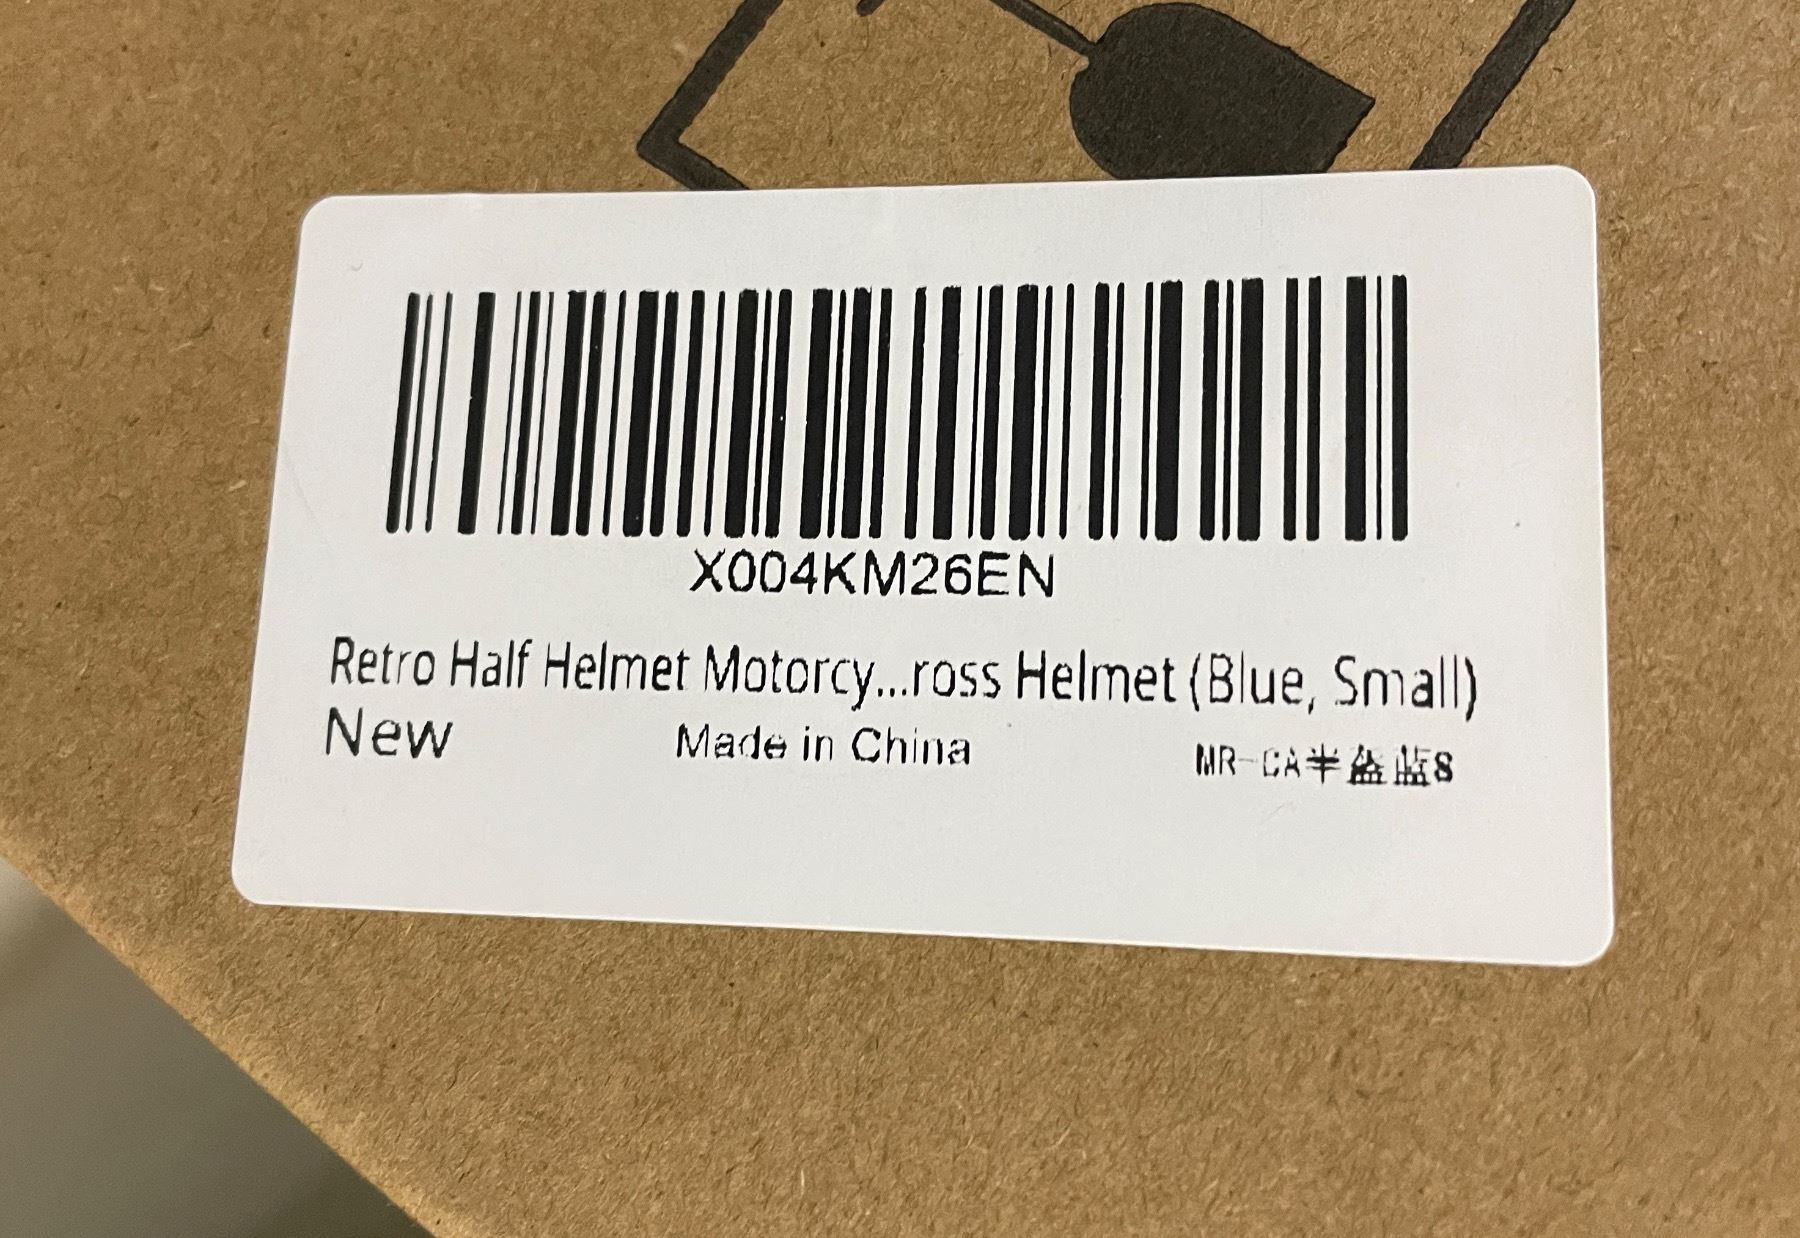 X004KM26EN
Retro Half Helmet Motorcy...ross Helmet (Blue, Small)
New Made in China MR-CA半盔蓝S